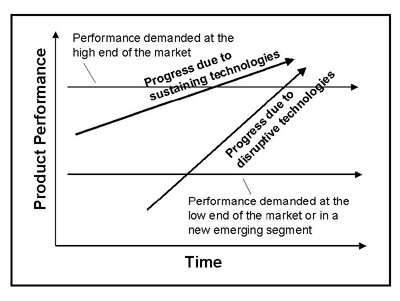 Performance demanded at the
high end of the market
Progress due to
sustaining technologies
Progress due to
disruptive technologies
Performance demanded at the
low end of the market or in a
new emerging segment
Product Performance
Time